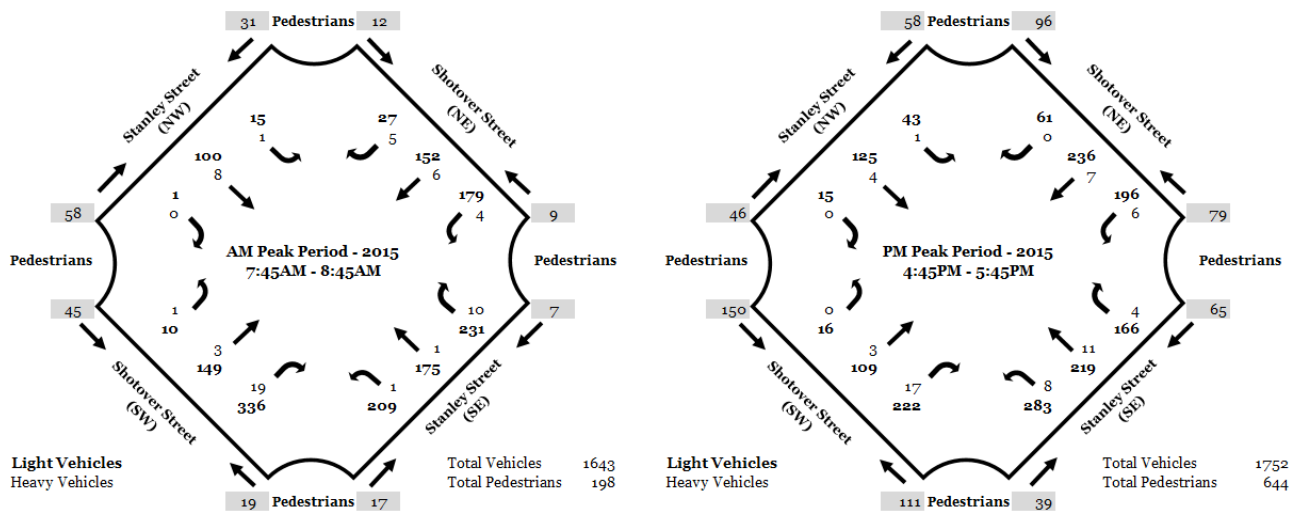 31 Pedestrians 12
Stanley Street
(NW)
Shotover Street
(NE)
15
1
27
5
100
8
152
6
1
0
179
4
58
9
Pedestrians
AM Peak Period - 2015
7:45AM - 8:45AM
Pedestrians
45
7
1
10
10
231
3
149
1
175
19
336
1
209
Shotover Street
(SW)
Stanley Street
(SE)
Light Vehicles
Heavy Vehicles
Total Vehicles 1643
Total Pedestrians 198
19 Pedestrians 17
58 Pedestrians 96
Stanley Street
(NW)
Shotover Street
(NE)
43
1
61
0
125
4
236
7
15
0
196
6
46
79
Pedestrians
PM Peak Period - 2015
4:45PM - 5:45PM
Pedestrians
150
65
0
16
4
166
3
109
11
219
17
222
8
283
Shotover Street
(SW)
Stanley Street
(SE)
Light Vehicles
Heavy Vehicles
Total Vehicles 1752
Total Pedestrians 644
111 Pedestrians 39